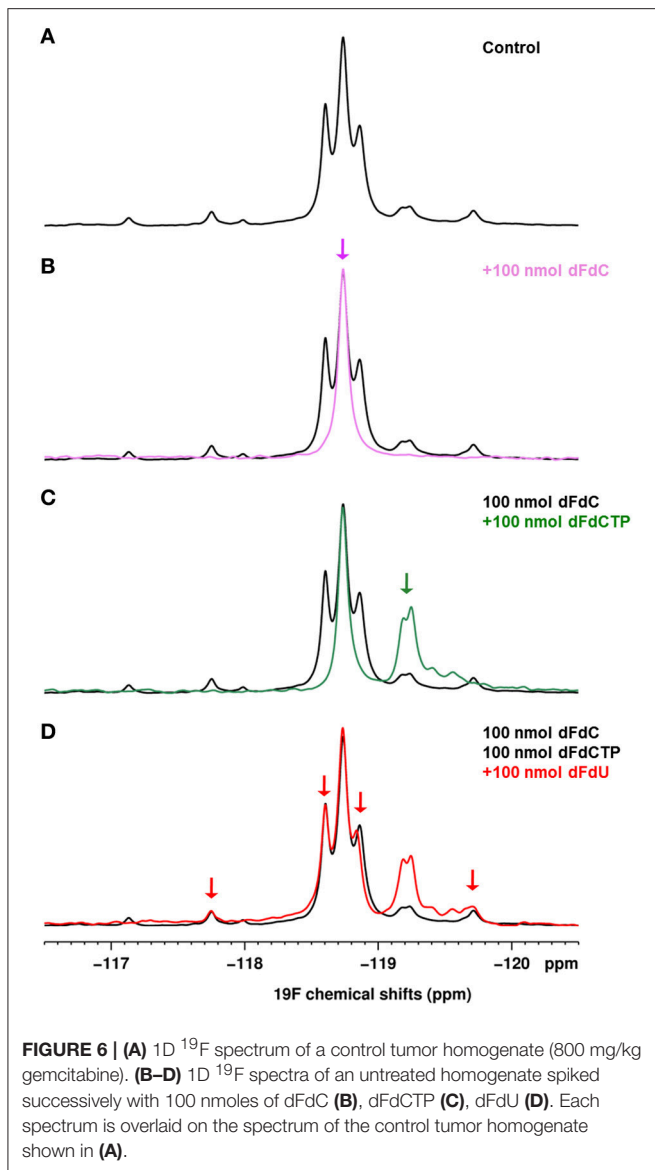 A
Control
B
+100 nmol dFdC
C
100 nmol dFdC
+100 nmol dFdCTP
D
100 nmol dFdC
100 nmol dFdCTP
+100 nmol dFdU
−117 −118 −119 −120 ppm
19F chemical shifts (ppm)
FIGURE 6 | (A) 1D 19F spectrum of a control tumor homogenate (800 mg/kg
gemcitabine). (B–D) 1D 19F spectra of an untreated homogenate spiked
successively with 100 nmoles of dFdC (B), dFdCTP (C), dFdU (D). Each
spectrum is overlaid on the spectrum of the control tumor homogenate
shown in (A).